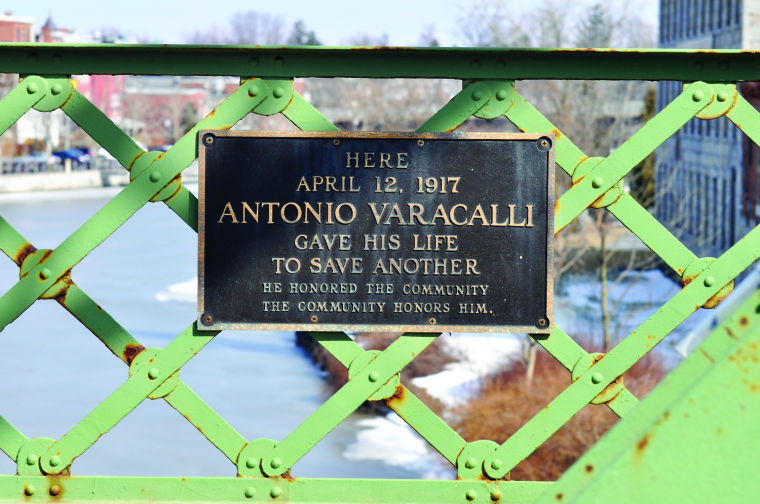 HERE
APRIL 12, 1917
ANTONIO VARACALLI
GAVE HIS LIFE
TO SAVE ANOTHER
HE HONORED THE COMMUNITY
THE COMMUNITY HONORS HIM.